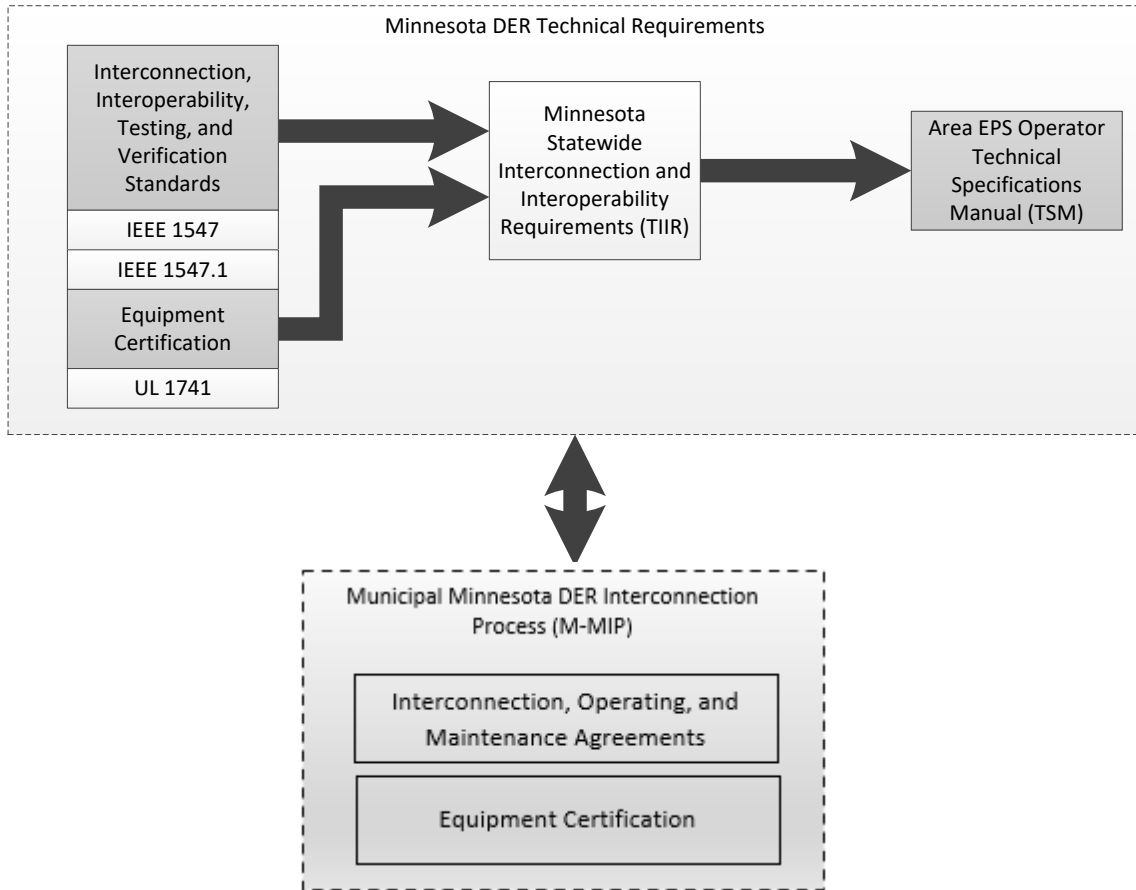 Minnesota DER Technical Requirements
Interconnection,
Interoperability,
Testing, and
Verification
Standards
IEEE 1547
IEEE 1547.1
Equipment
Certification
UL 1741
Minnesota
Statewide
Interconnection and
Interoperability
Requirements (TIIR)
Area EPS Operator
Technical
Specifications
Manual (TSM)
Municipal Minnesota DER Interconnection
Process (M-MIP)
Interconnection, Operating, and
Maintenance Agreements
Equipment Certification